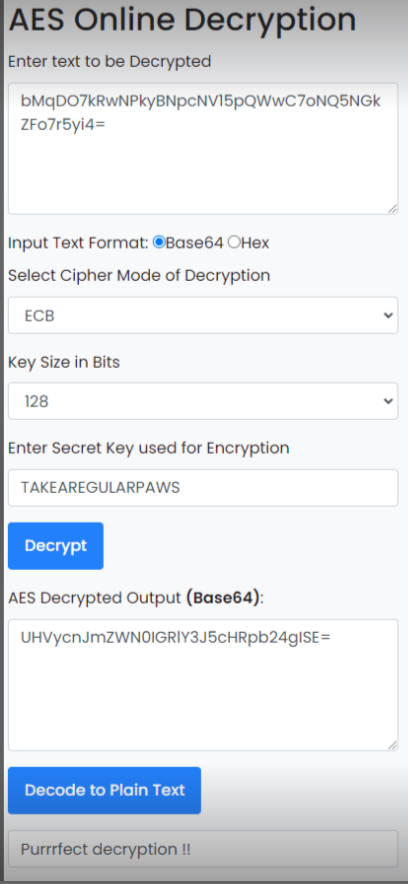 AES Online Decryption
Enter text to be Decrypted
bMqDO7kRwNPkyBNpcNV15pQWwC7oNQ5NGk
ZFo7r5yi4=
Input Text Format: Base64 Hex
Select Cipher Mode of Decryption
ECB
Key Size in Bits
128
Enter Secret Key used for Encryption
TAKEAREGULARPAWS
Decrypt
AES Decrypted Output (Base64):
UHVycnJmZWN0IGRlY3J5cHRpb24gISE=
Decode to Plain Text
Purrrfect decryption !!